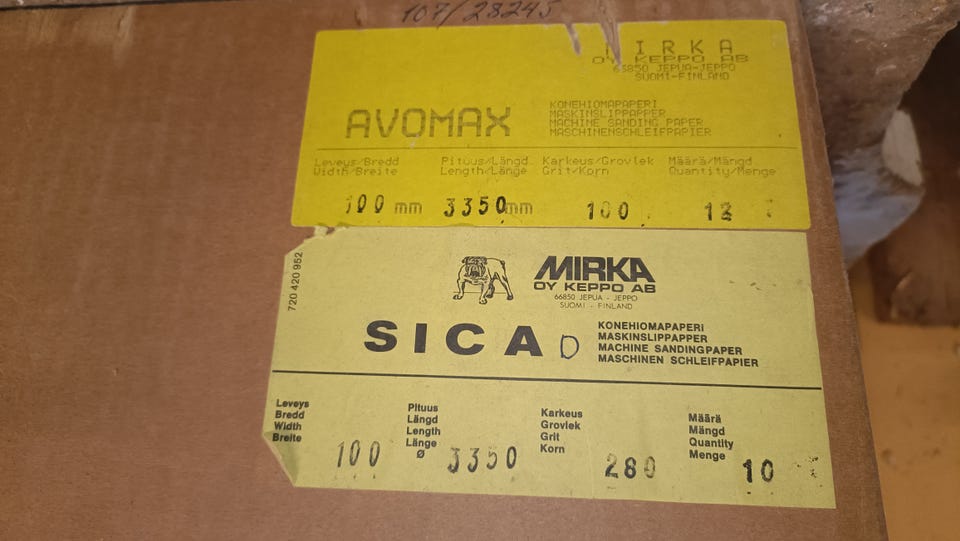 107/28245
MIRKA
OY KEPPO AB
66850 JEPUA-JEPPO
SUOMI-FINLAND
AVOMAX
KONEHIOMAPAPERI
MASKINSLIPPAPPER
MACHINE SANDING PAPER
MASCHINENSCHLEIFPAPIER
Leveys/Bredd
Width/Breite
100 mm
Pituus/Längd
Length/Länge
3350mm
Karkeus/Grovlek
Grit/Korn
100
Määrä/Mängd
Quantity/Menge
12
720 420 952
MIRKA
OY KEPPO AB
66850 JEPUA - JEPPO
SUOMI - FINLAND
SICA D
KONEHIOMAPAPERI
MASKINSLIPPAPPER
MACHINE SANDINGPAPER
MASCHINEN SCHLEIFPAPIER
Leveys
Bredd
Width
Breite
100
Pituus
Längd
Length
Länge
Ø
3350
Karkeus
Grovlek
Grit
Korn
280
Määrä
Mängd
Quantity
Menge
10